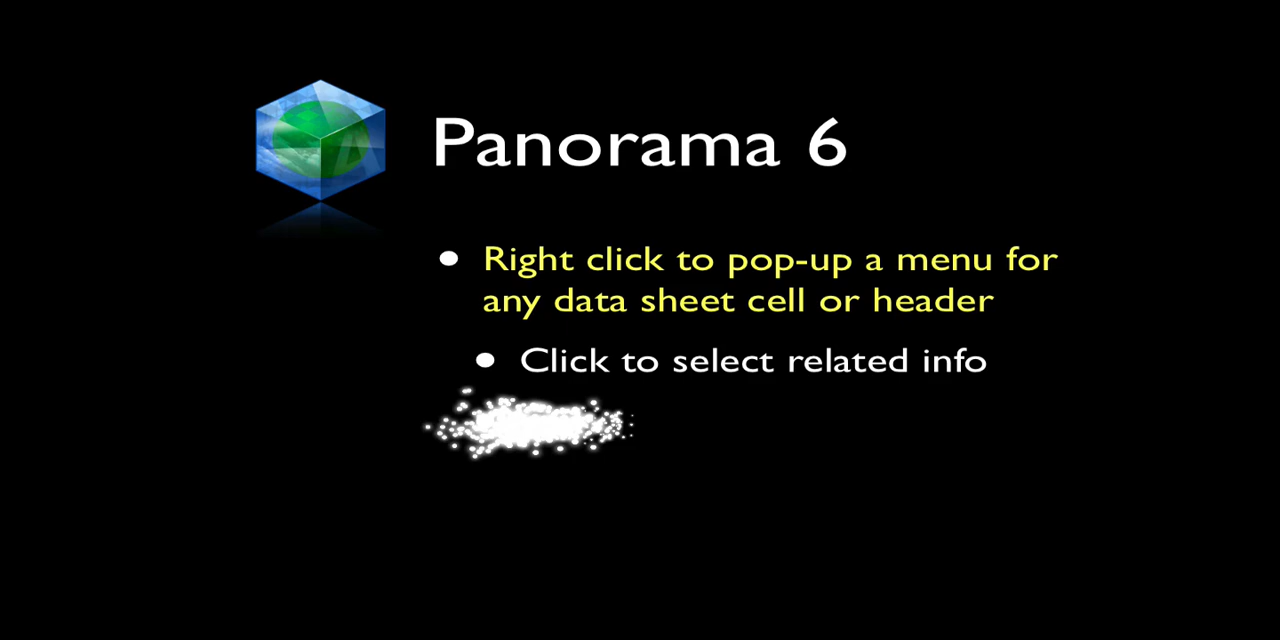 Panorama 6
• Right click to pop-up a menu for
any data sheet cell or header
• Click to select related info